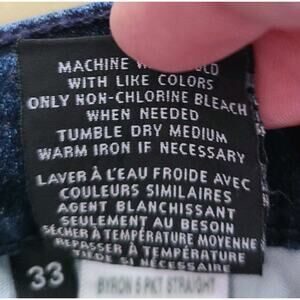 MACHINE W
WITH LIKE COLORS
ONLY NON-CHLORINE BLEACH
WHEN NEEDED
TUMBLE DRY MEDIUM
WARM IRON IF NECESSARY
LAVER À L'EAU FROIDE AVEC
COULEURS SIMILAIRES
AGENT BLANCHISSANT
SEULEMENT AU BESOIN
SÉCHER À TEMPÉRATURE MOYENNE
REPASSER À TEMPÉRATURE
TIEDE SI NÉCESSAIRE
33
BYRON 5 PKT STRAIGHT